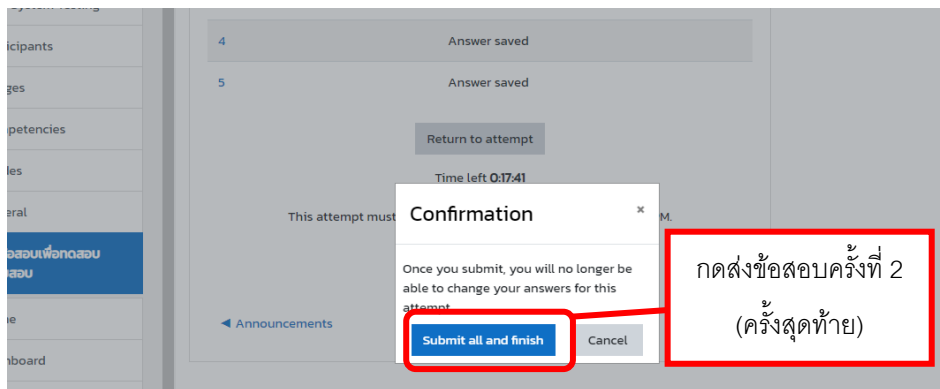 System Testing
4 Answer saved
5 Answer saved
Return to attempt
Time left 0:17:41
This attempt must
M.
Confirmation ×
Once you submit, you will no longer be
able to change your answers for this
attempt
Submit all and finish Cancel
◄ Announcements
icipants
ges
petencies
les
eral
อสอบเพื่อทดสอบ
สอบ
e
hboard
กดส่งข้อสอบครั้งที่ 2
(ครั้งสุดท้าย)